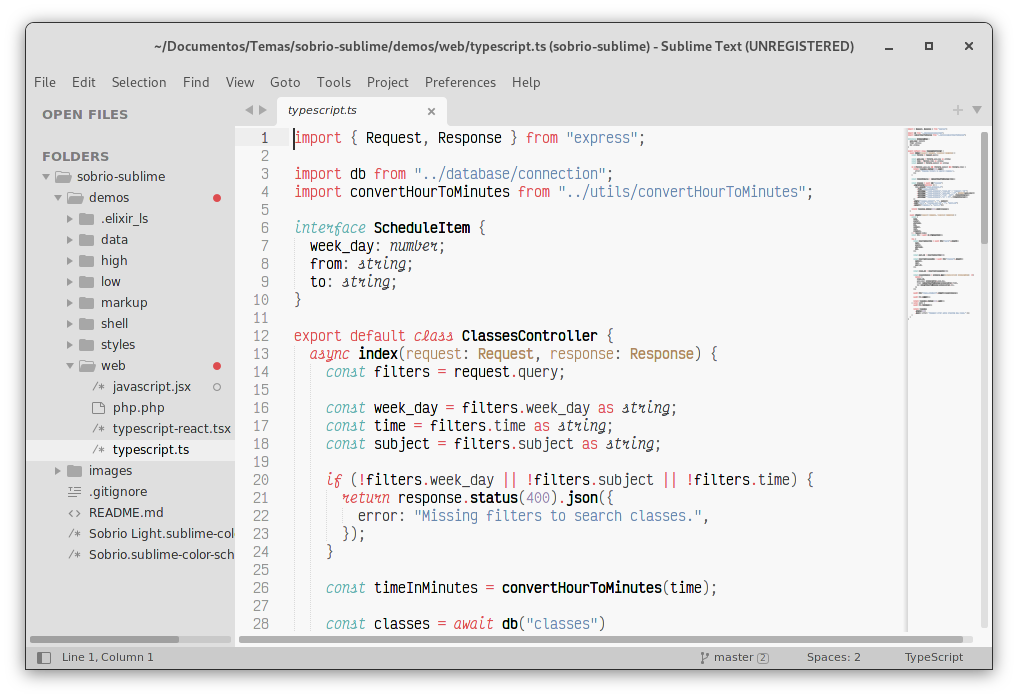 ~/Documentos/Temas/sobrio-sublime/demos/web/typescript.ts (sobrio-sublime) - Sublime Text (UNREGISTERED)
File Edit Selection Find View Goto Tools Project Preferences Help
OPEN FILES
FOLDERS
sobrio-sublime
demos
.elixir_ls
data
high
low
markup
shell
styles
web
/* javascript.jsx
php.php
/* typescript-react.tsx
/* typescript.ts
images
.gitignore
<> README.md
/* Sobrio Light.sublime-col
/* Sobrio.sublime-color-sch
typescript.ts
1 import { Request, Response } from "express";
2
3 import db from "../database/connection";
4 import convertHourToMinutes from "../utils/convertHourToMinutes";
5
6 interface ScheduleItem {
7   week_day: number;
8   from: string;
9   to: string;
10 }
11
12 export default class ClassesController {
13   async index(request: Request, response: Response) {
14     const filters = request.query;
15
16     const week_day = filters.week_day as string;
17     const time = filters.time as string;
18     const subject = filters.subject as string;
19
20     if (!filters.week_day || !filters.subject || !filters.time) {
21       return response.status(400).json({
22         error: "Missing filters to search classes.",
23       });
24     }
25
26     const timeInMinutes = convertHourToMinutes(time);
27
28     const classes = await db("classes")
Line 1, Column 1
master 2
Spaces: 2
TypeScript